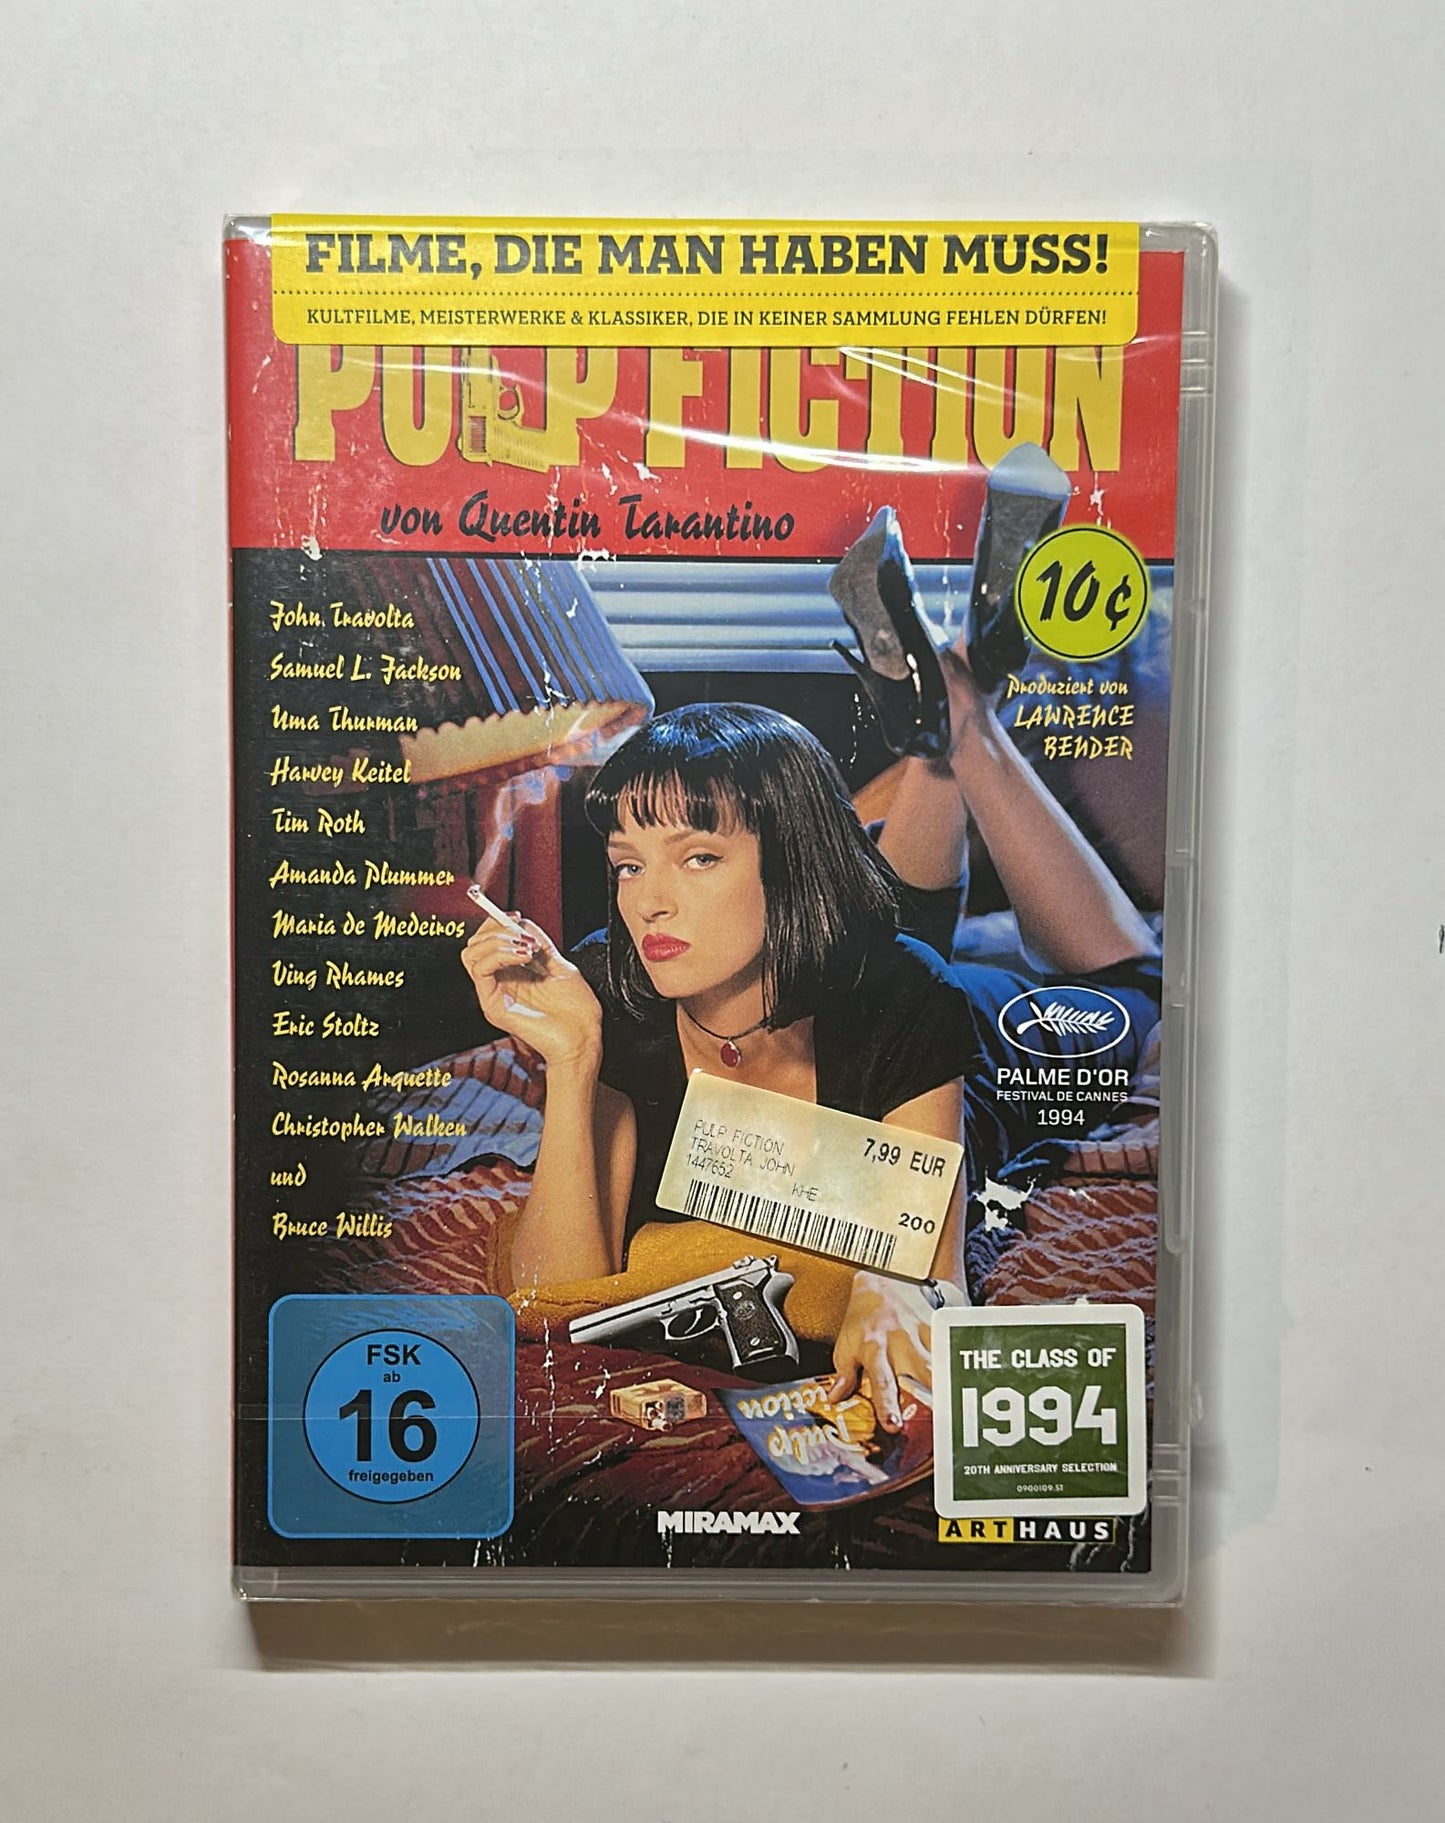 FILME, DIE MAN HABEN MUSS!
KULTFILME, MEISTERWERKE & KLASSIKER, DIE IN KEINER SAMMLUNG FEHLEN DÜRFEN!
PULP FICTION
von Quentin Tarantino
10¢
John Travolta
Samuel L. Jackson
Uma Thurman
Harvey Keitel
Tim Roth
Amanda Plummer
Maria de Medeiros
Ving Rhames
Eric Stoltz
Rosanna Arquette
Christopher Walken
und
Bruce Willis
Produziert von
LAWRENCE
BENDER
PALME D'OR
FESTIVAL DE CANNES
1994
PULP FICTION
7,99 EUR
TRAVOLTA JOHN
1447652
KHE
200
FSK
ab
16
freigegeben
Pulp
Fiction
THE CLASS OF
1994
20TH ANNIVERSARY SELECTION
0900109.51
MIRAMAX
ARTHAUS